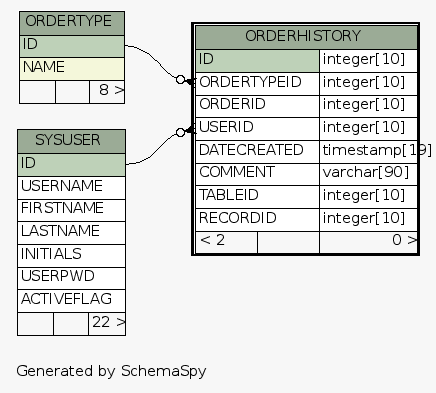 ORDERTYPE
ID
NAME
8 >
SYSUSER
ID
USERNAME
FIRSTNAME
LASTNAME
INITIALS
USERPWD
ACTIVEFLAG
22 >
ORDERHISTORY
ID integer[10]
ORDERTYPEID integer[10]
ORDERID integer[10]
USERID integer[10]
DATECREATED timestamp[19]
COMMENT varchar[90]
TABLEID integer[10]
RECORDID integer[10]
< 2 0 >
Generated by SchemaSpy